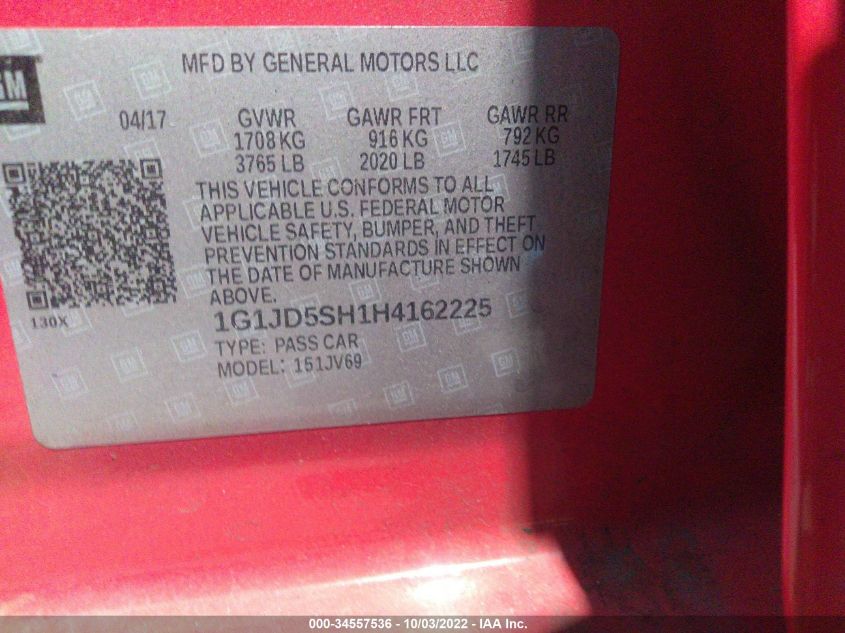 GM
MFD BY GENERAL MOTORS LLC
04/17 GVWR GAWR FRT GAWR RR
1708 KG 916 KG 792 KG
3765 LB 2020 LB 1745 LB
THIS VEHICLE CONFORMS TO ALL
APPLICABLE U.S. FEDERAL MOTOR
VEHICLE SAFETY, BUMPER, AND THEFT
PREVENTION STANDARDS IN EFFECT ON
THE DATE OF MANUFACTURE SHOWN
ABOVE.
130X
1G1JD5SH1H4162225
TYPE: PASS CAR
MODEL: 151JV69
000-34557536 - 10/03/2022 - IAA Inc.